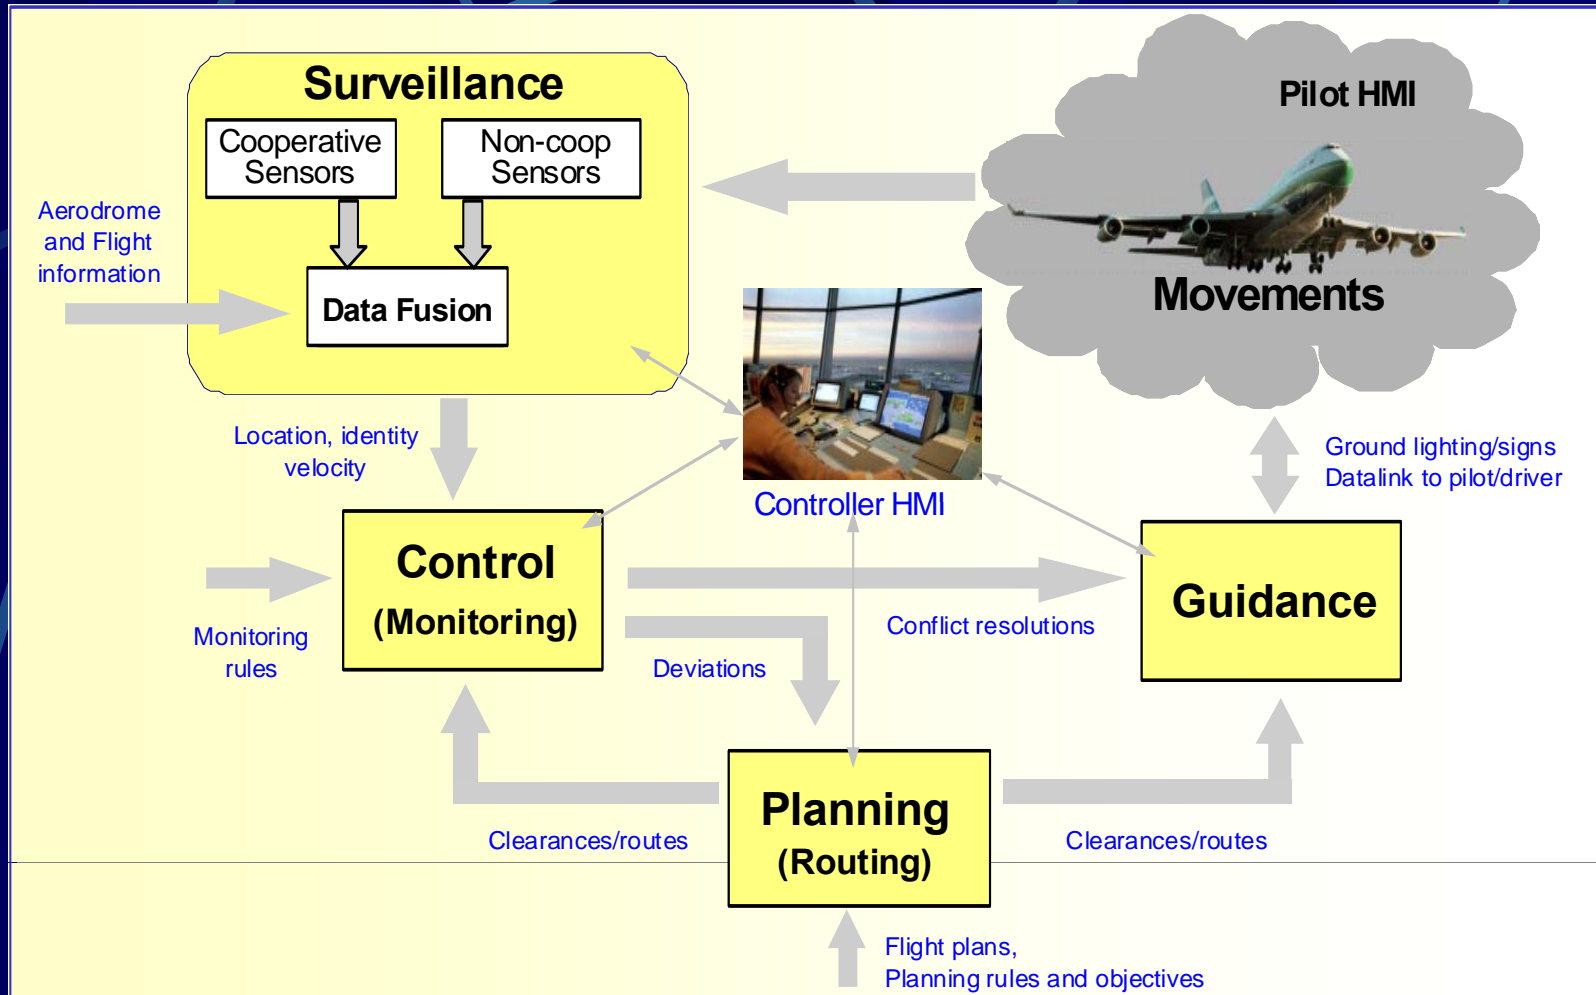 Surveillance
Pilot HMI
Cooperative
Sensors
Non-coop
Sensors
Aerodrome
and Flight
information
Data Fusion
Movements
Location, identity
velocity
Controller HMI
Ground lighting/signs
Datalink to pilot/driver
Control
(Monitoring)
Guidance
Monitoring
rules
Conflict resolutions
Deviations
Planning
(Routing)
Clearances/routes
Clearances/routes
Flight plans,
Planning rules and objectives